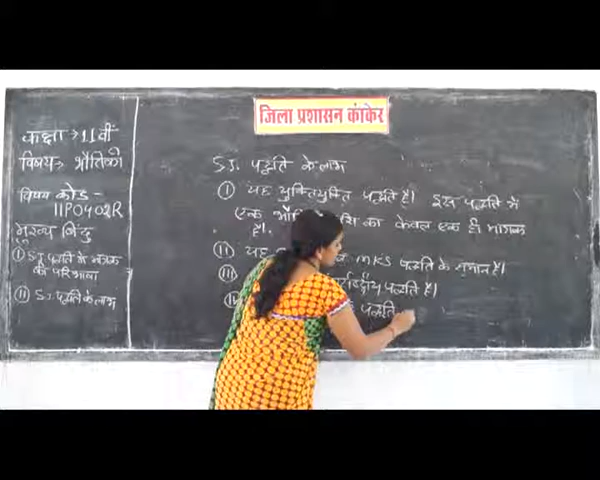 जिला प्रशासन कांकेर
कक्षा → 11वीं
विषय → भौतिकी
विषय कोड -
11P0402R
मुख्य बिंदु
(I) S.I. पद्धति के मात्रक
की परिभाषा
(II) S.I. पद्धति के लाभ
S.I. पद्धति के लाभ
(I) यह युक्तियुक्ति पद्धति है। इस पद्धति में
एक राशि का केवल एक ही मात्रक
है।
(II) यह MKS पद्धति के समान है।
(III) पद्धति है।
(IV) पद्धति